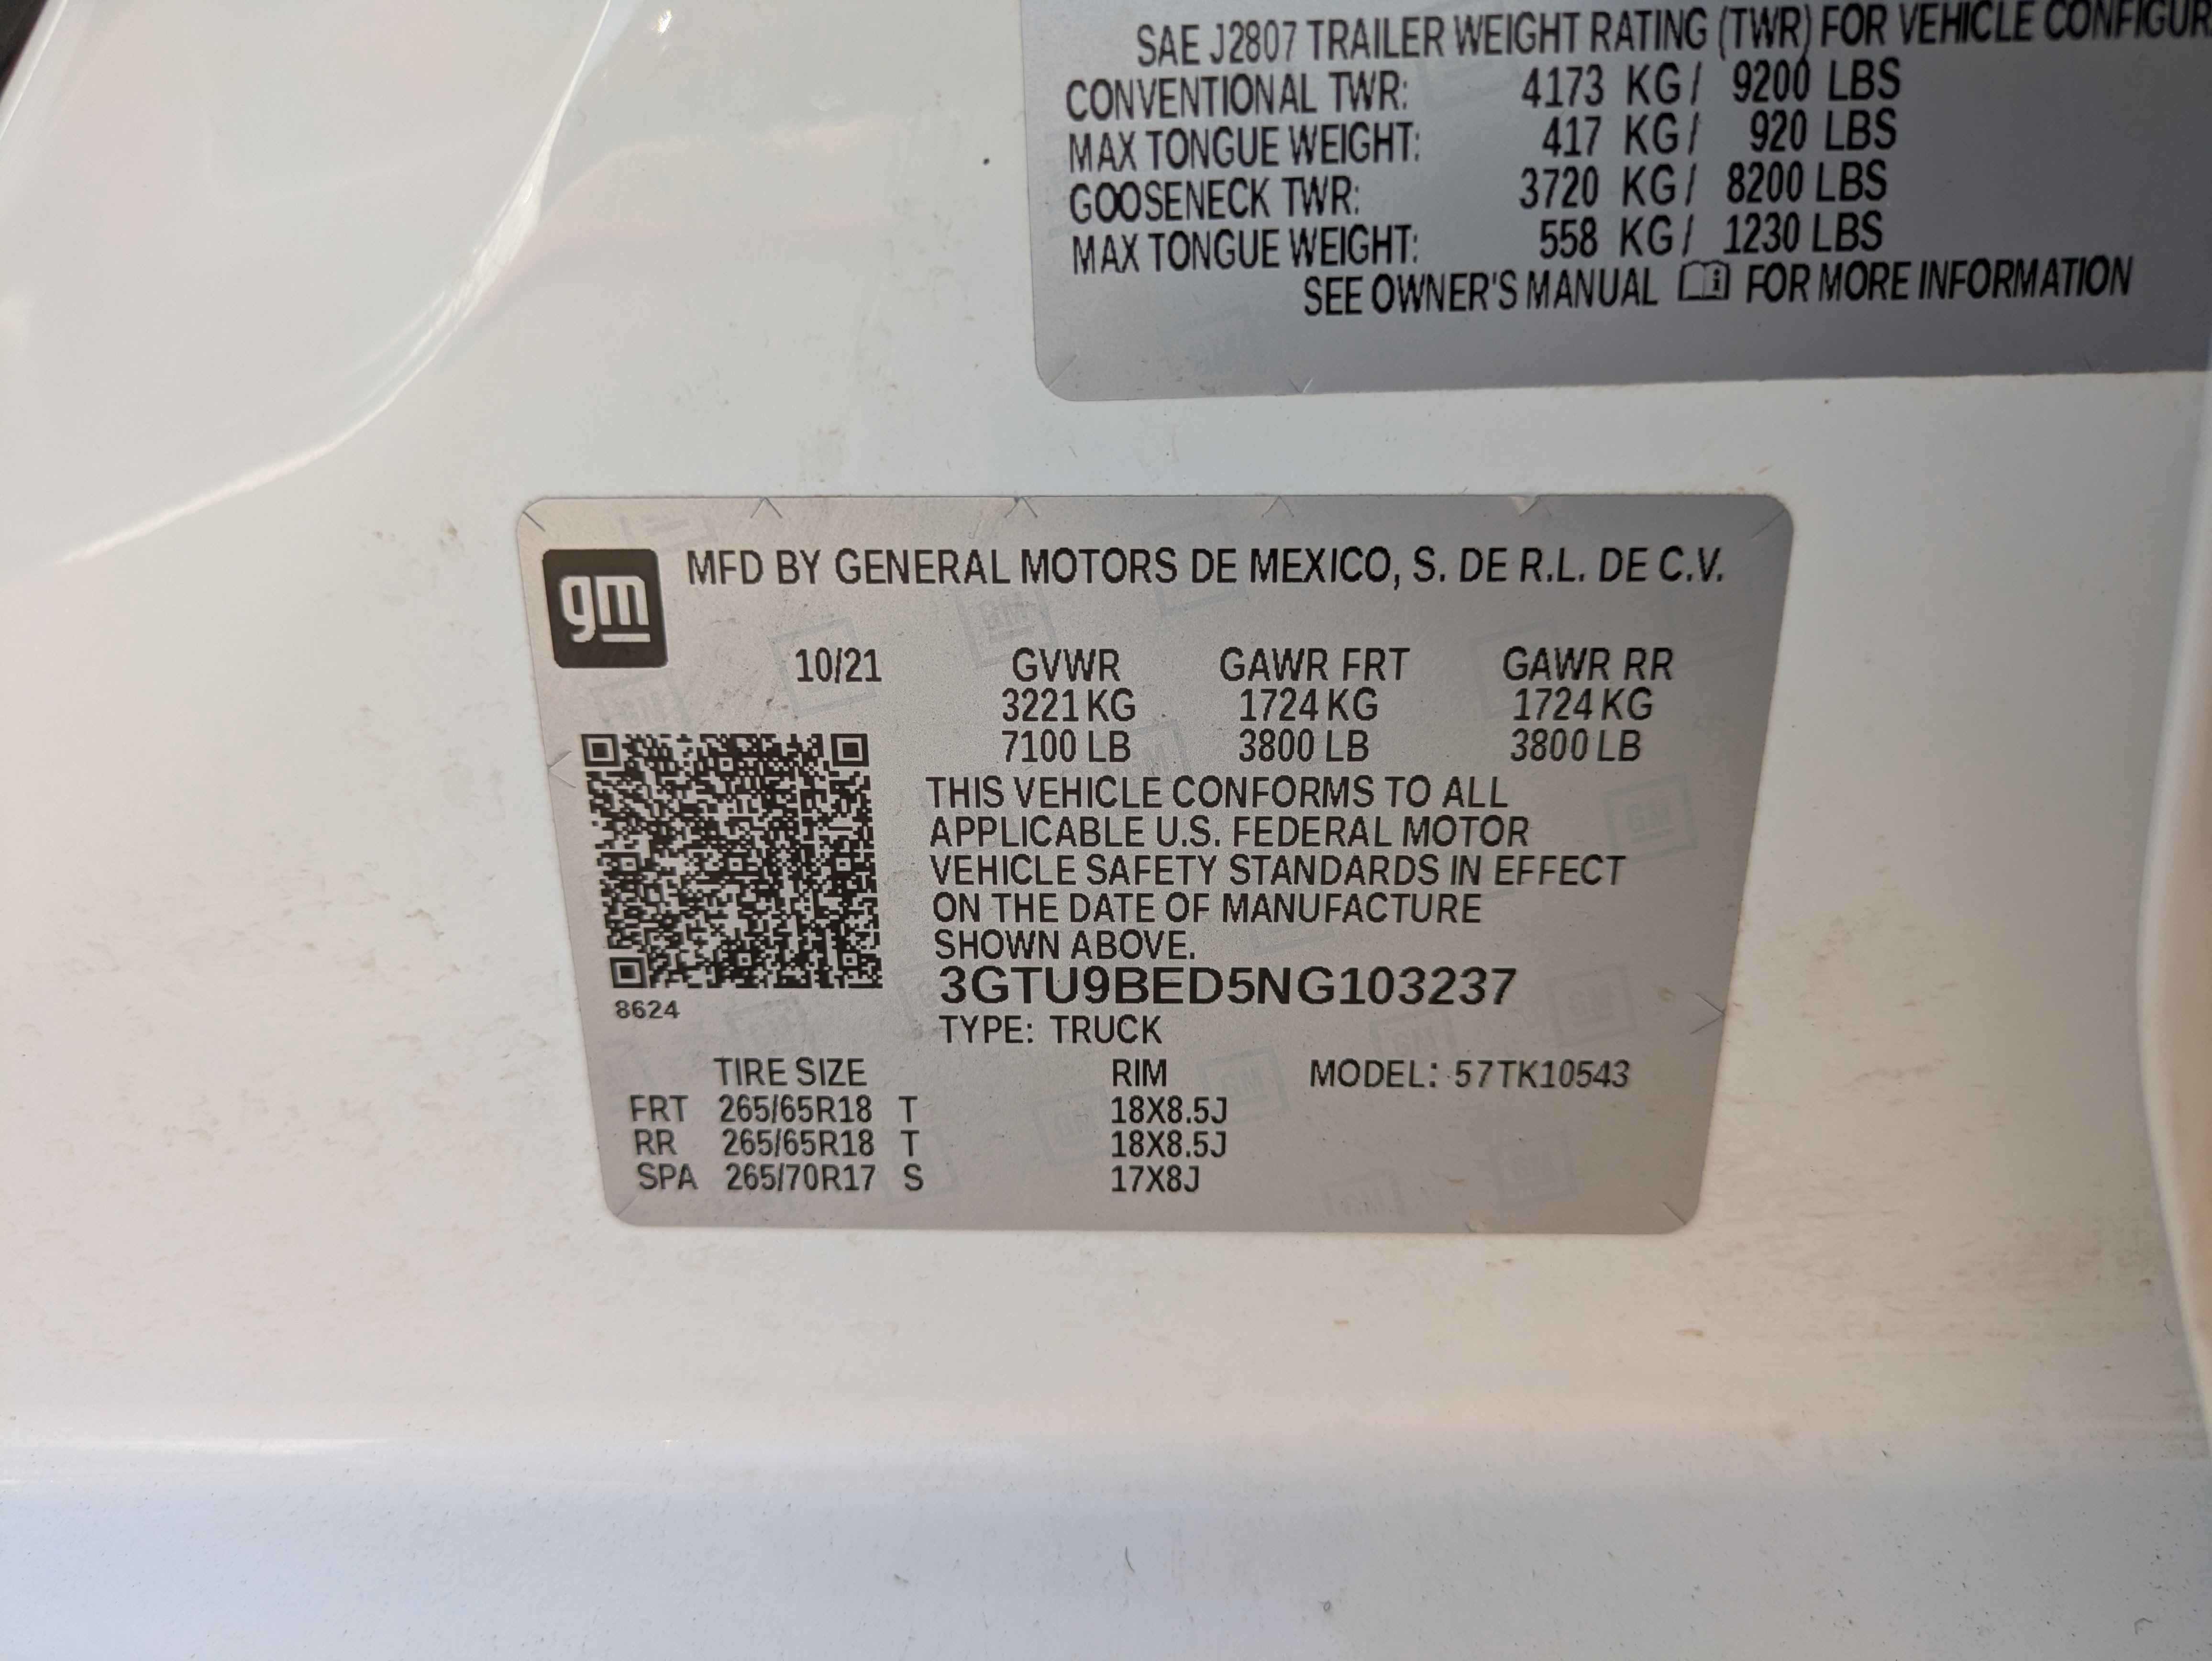 SAE J2807 TRAILER WEIGHT RATING (TWR) FOR VEHICLE
CONVENTIONAL TWR: 4173 KG / 9200 LBS
MAX TONGUE WEIGHT: 417 KG / 920 LBS
GOOSENECK TWR: 3720 KG / 8200 LBS
MAX TONGUE WEIGHT: 558 KG / 1230 LBS
SEE OWNER'S MANUAL FOR MORE INFORMATION
gm MFD BY GENERAL MOTORS DE MEXICO, S. DE R.L. DE C.V.
10/21 GVWR GAWR FRT GAWR RR
3221 KG 1724 KG 1724 KG
7100 LB 3800 LB 3800 LB
THIS VEHICLE CONFORMS TO ALL
APPLICABLE U.S. FEDERAL MOTOR
VEHICLE SAFETY STANDARDS IN EFFECT
ON THE DATE OF MANUFACTURE
SHOWN ABOVE.
3GTU9BED5NG103237
8624
TYPE: TRUCK
TIRE SIZE RIM MODEL: 57TK10543
FRT 265/65R18 T 18X8.5J
RR 265/65R18 T 18X8.5J
SPA 265/70R17 S 17X8J